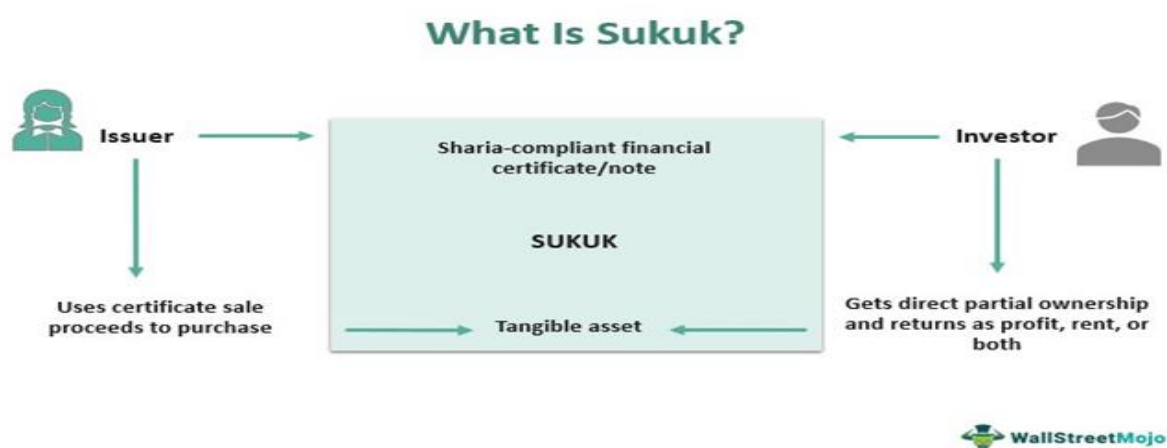 What Is Sukuk?
Issuer
Sharia-compliant financial
certificate/note
Investor
SUKUK
Uses certificate sale
proceeds to purchase
Tangible asset
Gets direct partial ownership
and returns as profit, rent, or
both
WallStreetMojo